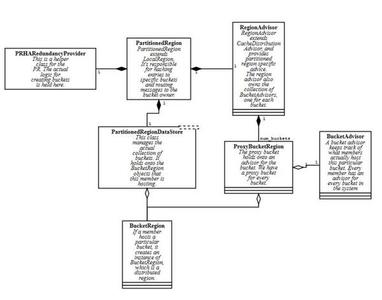 PRHARedundancyProvider
This is a helper
class for the
PR. The actual
logic for
creating buckets
is held here.
1
PartitionedRegion
PartitionedRegion
extends
LocalRegion.
It's responsible
for hashing
entries
to specific buckets
and routing
messages to the
bucket owner.
1
RegionAdvisor
RegionAdvisor
extends
CacheDistribution
Advisor, and
provides
partitioned
region specific
advice.
The region
advisor also
owns the
collection of
BucketAdvisors,
one for each
bucket.
1
num_buckets
PartitionedRegionDataStore
This class
manages the
actual
collection of
buckets. It
holds onto the
BucketRegion
objects that
this member is
hosting.
ProxyBucketRegion
The proxy bucket
holds onto an
advisor for the
bucket. We have
a proxy bucket
for every
bucket.
1
BucketAdvisor
A bucket advisor
keeps track of
what members
actually host
this particular
bucket. Every
member has an
advisor for
every bucket in
the system
BucketRegion
If a member
hosts a
particular
bucket, it
creates an
instance of
BucketRegion,
which is a
distributed
region.